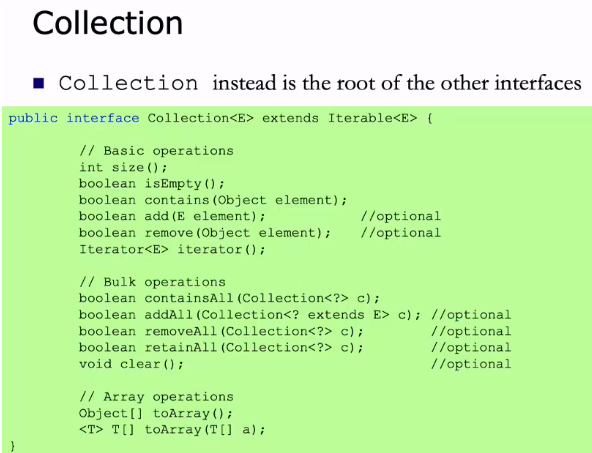 Collection
Collection instead is the root of the other interfaces
public interface Collection<E> extends Iterable<E> {
// Basic operations
int size();
boolean isEmpty();
boolean contains(Object element);
boolean add(E element); //optional
boolean remove(Object element); //optional
Iterator<E> iterator();
// Bulk operations
boolean containsAll(Collection<?> c);
boolean addAll(Collection<? extends E> c); //optional
boolean removeAll(Collection<?> c); //optional
boolean retainAll(Collection<?> c); //optional
void clear(); //optional
// Array operations
Object[] toArray();
<T> T[] toArray(T[] a);
}